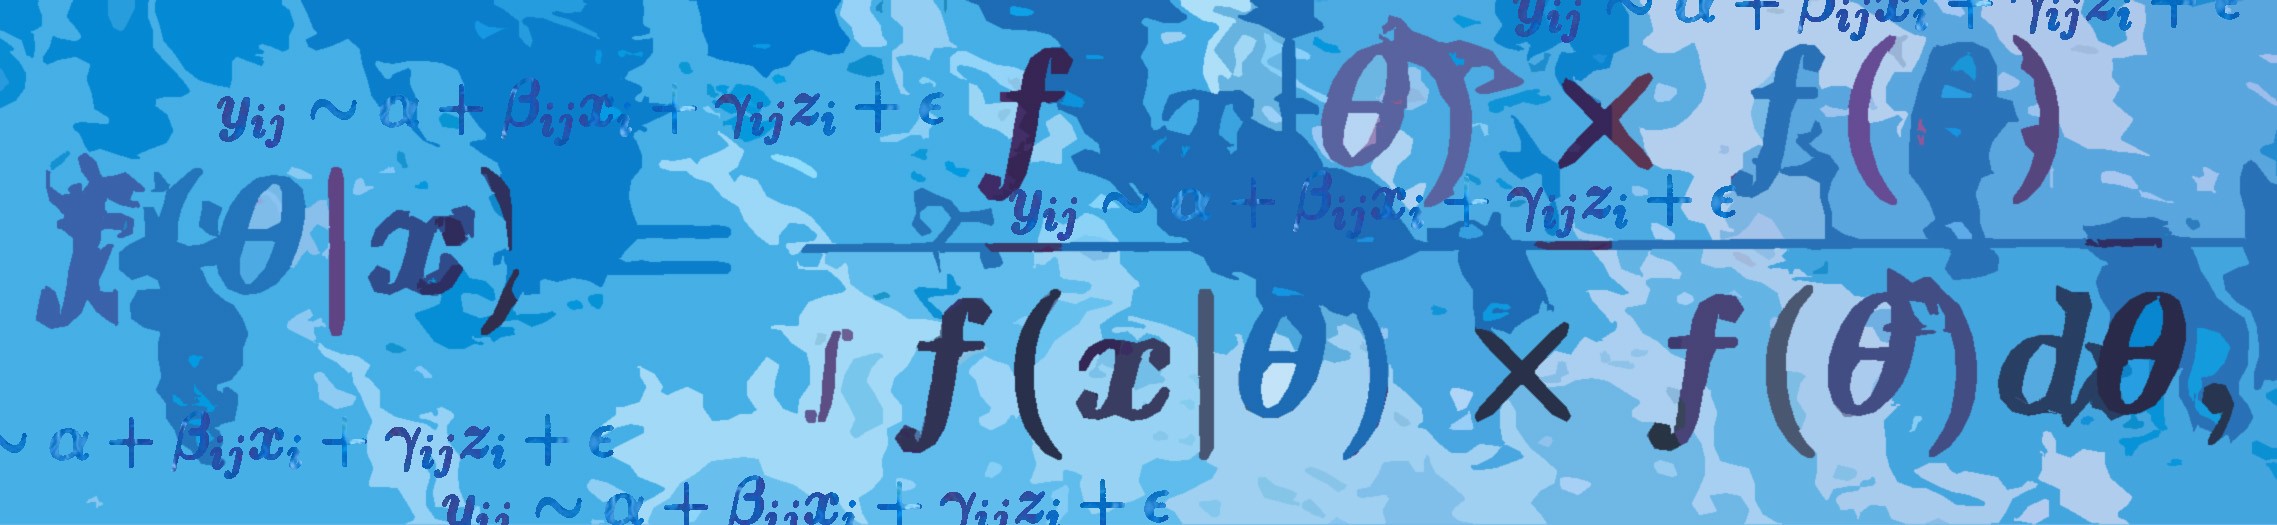 y_ij ~ α + β_ij x_i + γ_ij z_i + ϵ
y_ij ~ α + β_ij x_i + γ_ij z_i + ϵ
f(θ|x) = f(x|θ) × f(θ)
y_ij ~ α + β_ij x_i + γ_ij z_i + ϵ
∫ f(x|θ) × f(θ) dθ,
~ α + β_ij x_i + γ_ij z_i + ϵ
y_ij ~ α + β_ij x_i + γ_ij z_i + ϵ